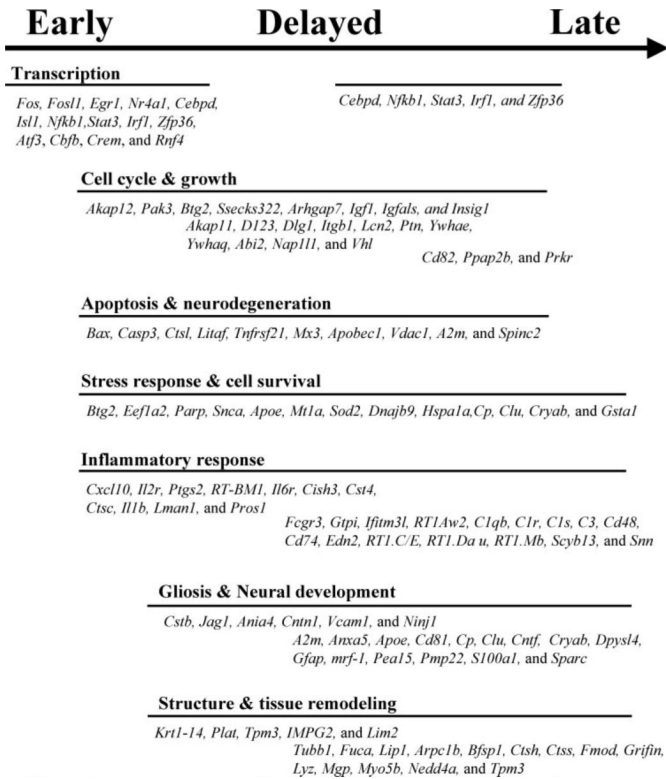 Early Delayed Late
Transcription
Fos, Fosl1, Egr1, Nr4a1, Cebpd,
Isl1, Nfkb1,Stat3, Irf1, Zfp36,
Atf3, Cbfb, Crem, and Rnf4
Cebpd, Nfkb1, Stat3, Irf1, and Zfp36
Cell cycle & growth
Akap12, Pak3, Btg2, Ssecks322, Arhgap7, Igf1, Igfals, and Insig1
Akap11, D123, Dlg1, Itgb1, Lcn2, Ptn, Ywhae,
Ywhaq, Abi2, Nap1l1, and Vhl
Cd82, Ppap2b, and Prkr
Apoptosis & neurodegeneration
Bax, Casp3, Ctsl, Litaf, Tnfrsf21, Mx3, Apobec1, Vdac1, A2m, and Spinc2
Stress response & cell survival
Btg2, Eef1a2, Parp, Snca, Apoe, Mt1a, Sod2, Dnajb9, Hspa1a,Cp, Clu, Cryab, and Gsta1
Inflammatory response
Cxcl10, Il2r, Ptgs2, RT-BM1, Il6r, Cish3, Cst4,
Ctsc, Il1b, Lman1, and Pros1
Fcgr3, Gtpi, Ifitm3l, RT1Aw2, C1qb, C1r, C1s, C3, Cd48,
Cd74, Edn2, RT1.C/E, RT1.Da u, RT1.Mb, Scyb13, and Snn
Gliosis & Neural development
Cstb, Jag1, Ania4, Cntn1, Vcam1, and Ninj1
A2m, Anxa5, Apoe, Cd81, Cp, Clu, Cntf, Cryab, Dpysl4,
Gfap, mrf-1, Pea15, Pmp22, S100a1, and Sparc
Structure & tissue remodeling
Krt1-14, Plat, Tpm3, IMPG2, and Lim2
Tubb1, Fuca, Lip1, Arpc1b, Bfsp1, Ctsh, Ctss, Fmod, Grifin,
Lyz, Mgp, Myo5b, Nedd4a, and Tpm3